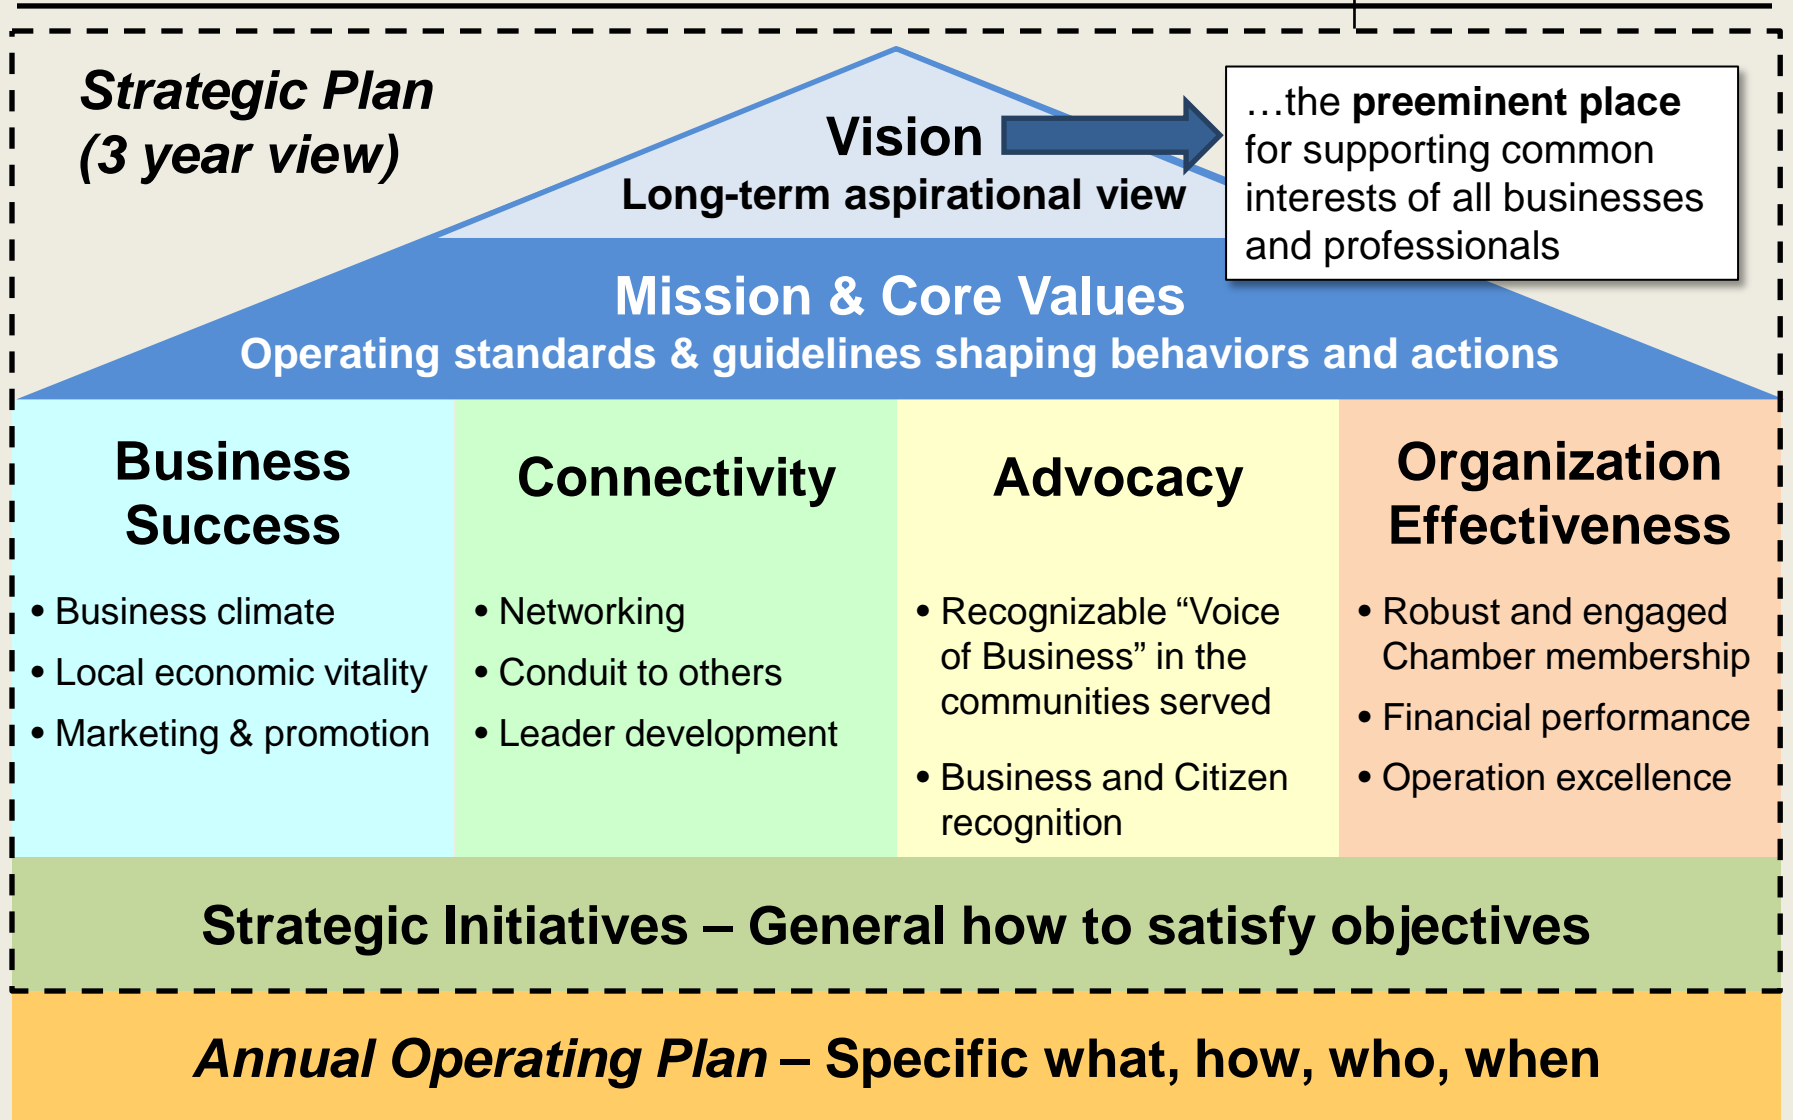 Strategic Plan
(3 year view)
Vision
Long-term aspirational view
…the preeminent place
for supporting common
interests of all businesses
and professionals
Mission & Core Values
Operating standards & guidelines shaping behaviors and actions
Business
Success
• Business climate
• Local economic vitality
• Marketing & promotion
Connectivity
• Networking
• Conduit to others
• Leader development
Advocacy
• Recognizable “Voice
of Business” in the
communities served
• Business and Citizen
recognition
Organization
Effectiveness
• Robust and engaged
Chamber membership
• Financial performance
• Operation excellence
Strategic Initiatives – General how to satisfy objectives
Annual Operating Plan – Specific what, how, who, when